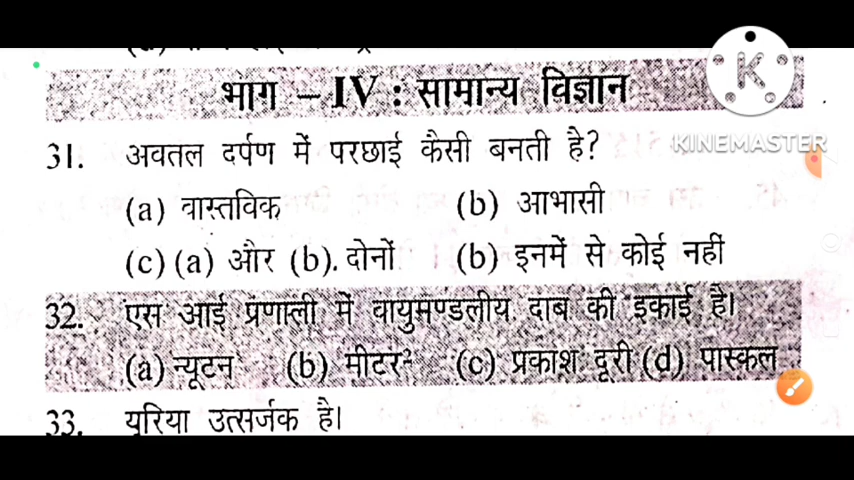 भाग – IV : सामान्य विज्ञान
KINEMASTER
31. अवतल दर्पण में परछाई कैसी बनती है?
(a) वास्तविक (b) आभासी
(c) (a) और (b). दोनों (b) इनमें से कोई नहीं
32. एस आई प्रणाली में वायुमण्डलीय दाब की इकाई है।
(a) न्यूटन (b) मीटर² (c) प्रकाश दूरी (d) पास्कल
33. यूरिया उत्सर्जक है।